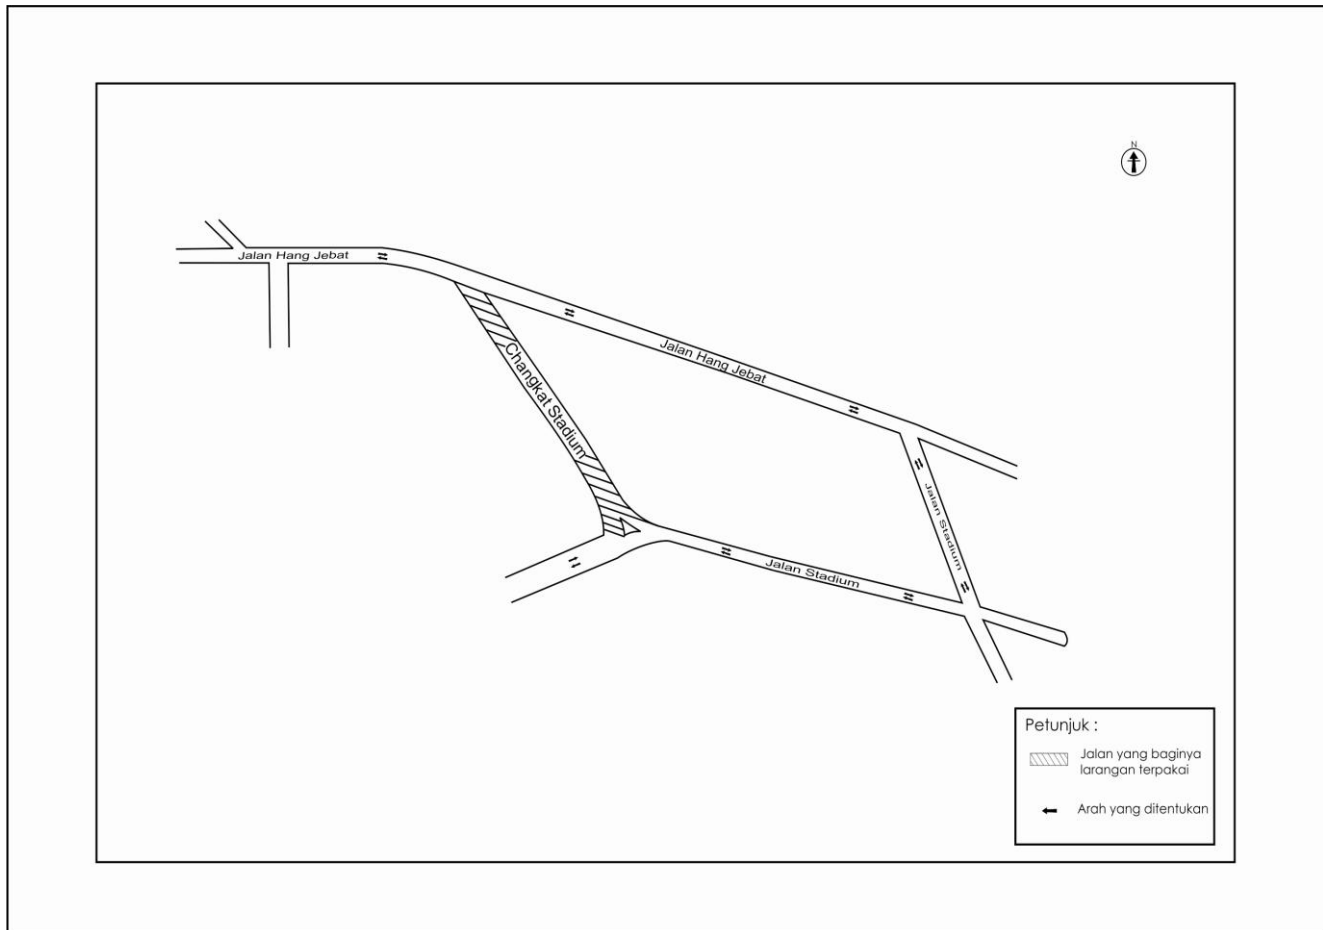 N
Jalan Hang Jebat
Jalan Hang Jebat
Changkat Stadium
Jalan Stadium
Jalan Stadium
Petunjuk :
Jalan yang baginya
larangan terpakai
Arah yang ditentukan